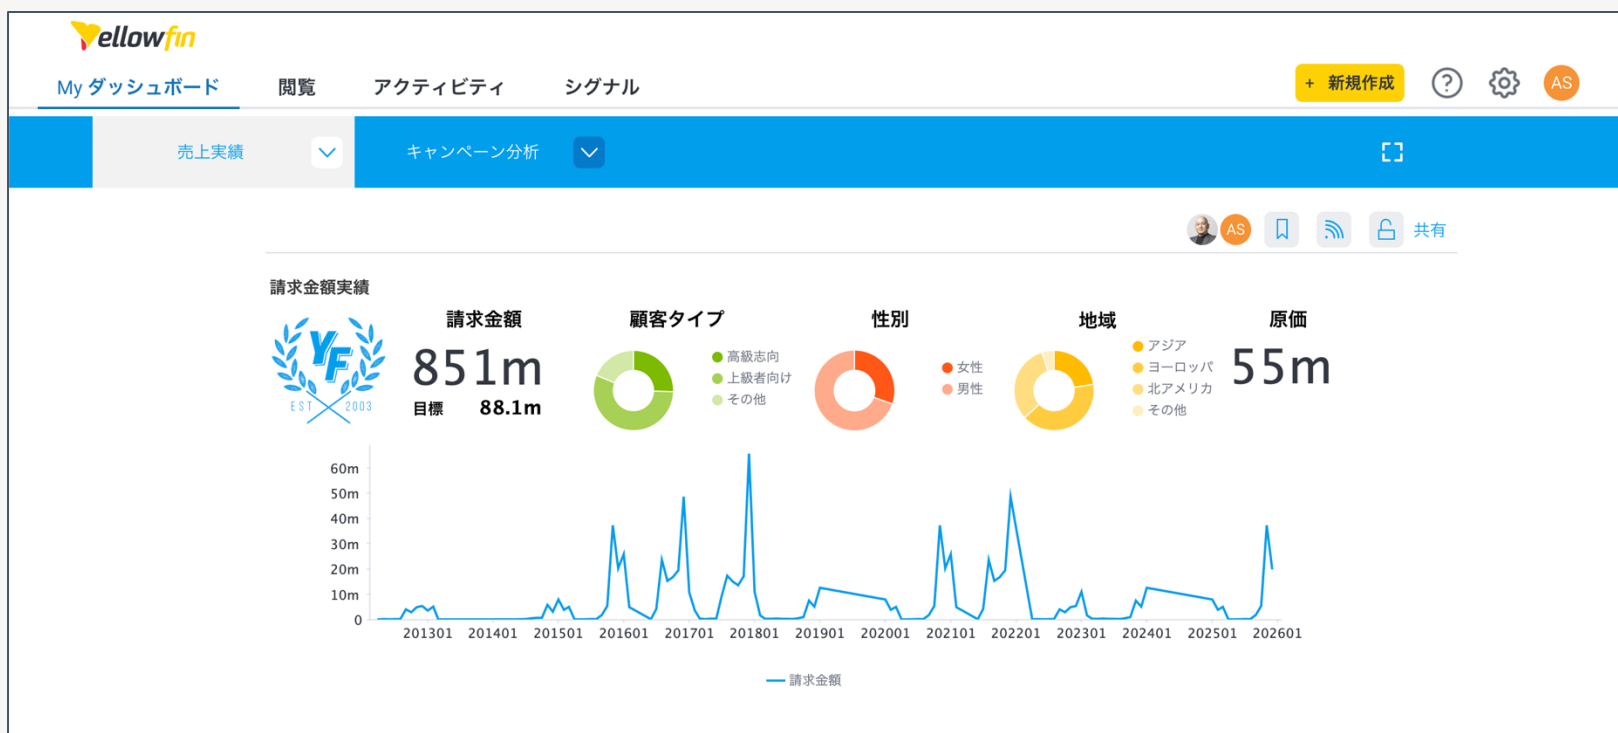 Yellowfin
My ダッシュボード
閲覧
アクティビティ
シグナル
+ 新規作成
?
AS
売上実績
キャンペーン分析
AS
共有
請求金額実績
YF
EST 2003
請求金額
851m
目標 88.1m
顧客タイプ
高級志向
上級者向け
その他
性別
女性
男性
地域
アジア
ヨーロッパ
北アメリカ
その他
原価
55m
60m
50m
40m
30m
20m
10m
0
201301 201401 201501 201601 201701 201801 201901 202001 202101 202201 202301 202401 202501 202601
請求金額